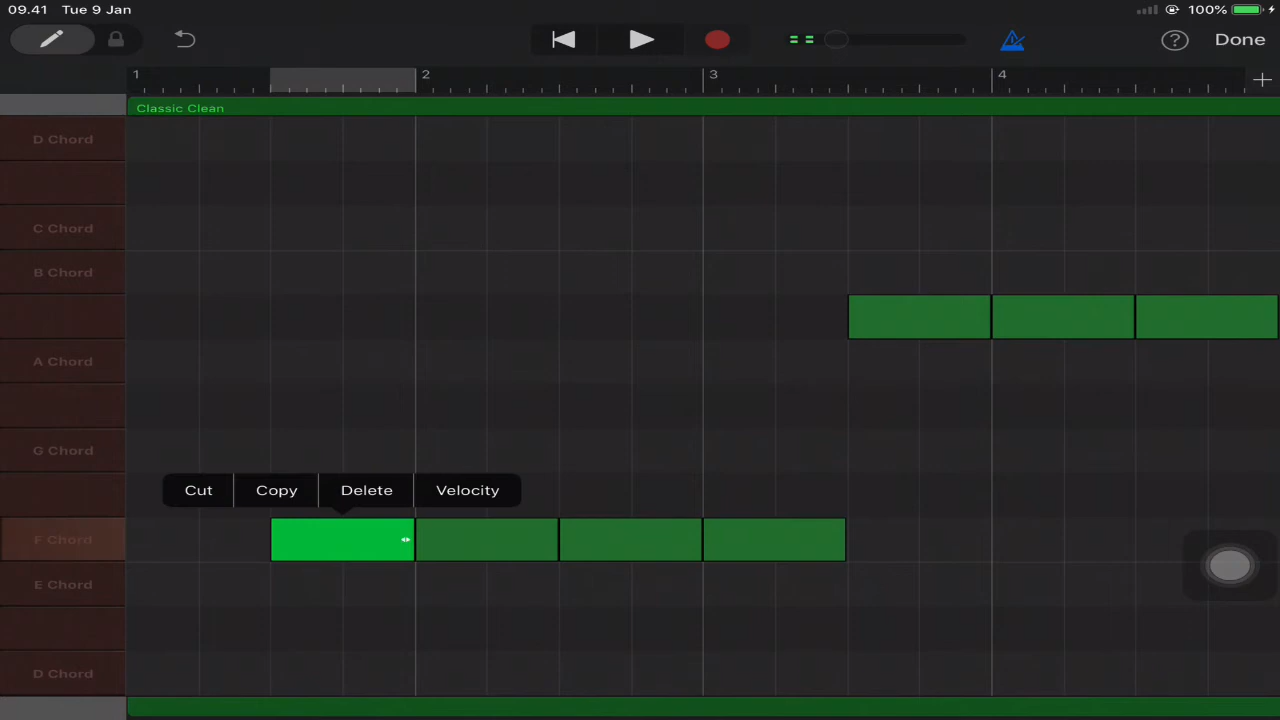 09.41 Tue 9 Jan 100%
Done
1 2 3 4
Classic Clean
D Chord
C Chord
B Chord
A Chord
G Chord
Cut Copy Delete Velocity
F Chord
E Chord
D Chord